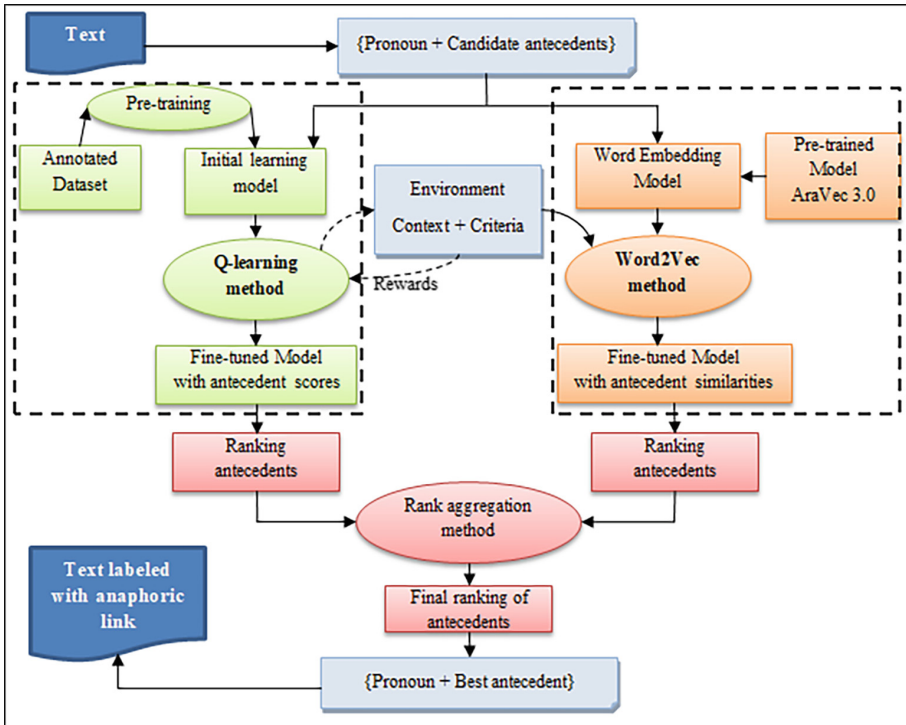 Text
{Pronoun + Candidate antecedents}
Pre-training
Annotated
Dataset
Initial learning
model
Environment
Context + Criteria
Word Embedding
Model
Pre-trained
Model
AraVec 3.0
Q-learning
method
Rewards
Word2Vec
method
Fine-tuned Model
with antecedent scores
Fine-tuned Model
with antecedent similarities
Ranking
antecedents
Ranking
antecedents
Rank aggregation
method
Text labeled
with anaphoric
link
Final ranking of
antecedents
{Pronoun + Best antecedent}